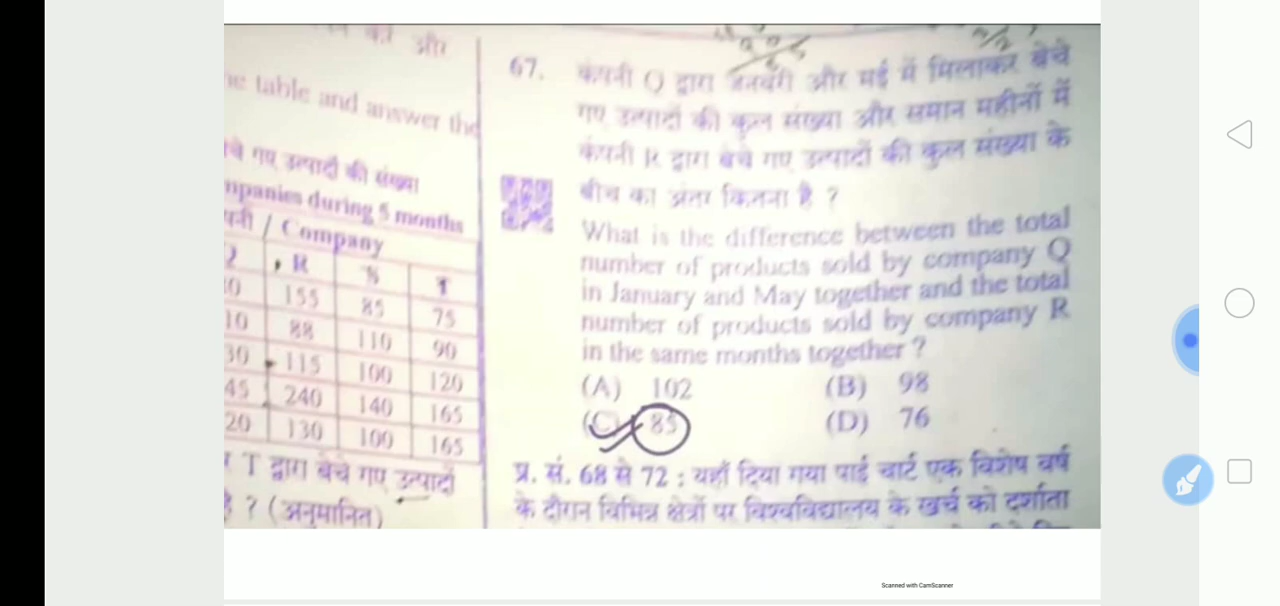 और
table and answer the
गए उत्पादों की संख्या
during 5 months
/ Company
R S T
155 85 75
88 110 90
115 100 120
45 240 140 165
20 130 100 165
T द्वारा बेचे गए उत्पादों
? (अनुमानित)
67. कंपनी Q द्वारा जनवरी और मई में मिलाकर बेचे
गए उत्पादों की कुल संख्या और समान महीनों में
कंपनी R द्वारा बेचे गए उत्पादों की कुल संख्या के
बीच का अंतर कितना है ?
What is the difference between the total
number of products sold by company Q
in January and May together and the total
number of products sold by company R
in the same months together ?
(A) 102 (B) 98
(C) 85 (D) 76
प्र. सं. 68 से 72 : यहाँ दिया गया पाई चार्ट एक विशेष वर्ष
के दौरान विभिन्न क्षेत्रों पर विश्वविद्यालय के खर्च को दर्शाता
Scanned with CamScanner